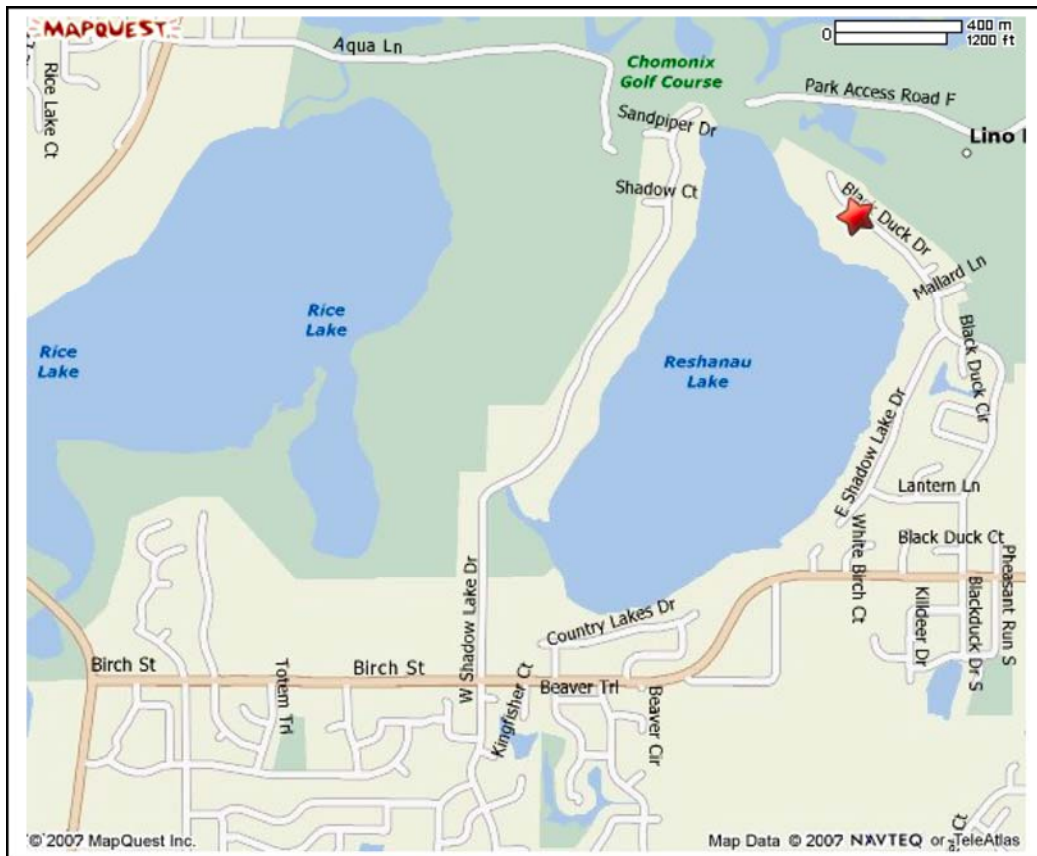 MAPQUEST
400 m
0
1200 ft
Aqua Ln
Chomonix
Golf Course
Park Access Road F
Rice Lake Ct
Sandpiper Dr
Lino
Shadow Ct
Black Duck Dr
Mallard Ln
Rice
Lake
Rice
Lake
Reshanau
Lake
Black Duck Cir
E Shadow Lake Dr
Lantern Ln
White Birch Ct
Black Duck Ct
Pheasant Run S
W Shadow Lake Dr
Killdeer Dr
Blackduck Dr S
Country Lakes Dr
Birch St
Totem Trl
Birch St
Kingfisher Ct
Beaver Trl
Beaver Cir
© 2007 MapQuest Inc.
Map Data © 2007 NAVTEQ or TeleAtlas